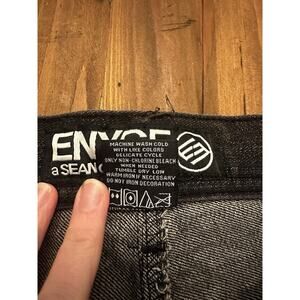 ENYCE
a SEAN
MACHINE WASH COLD
WITH LIKE COLORS
DELICATE CYCLE
ONLY NON-CHLORINE BLEACH
WHEN NEEDED
TUMBLE DRY LOW
WARM IRON IF NECESSARY
DO NOT IRON DECORATION